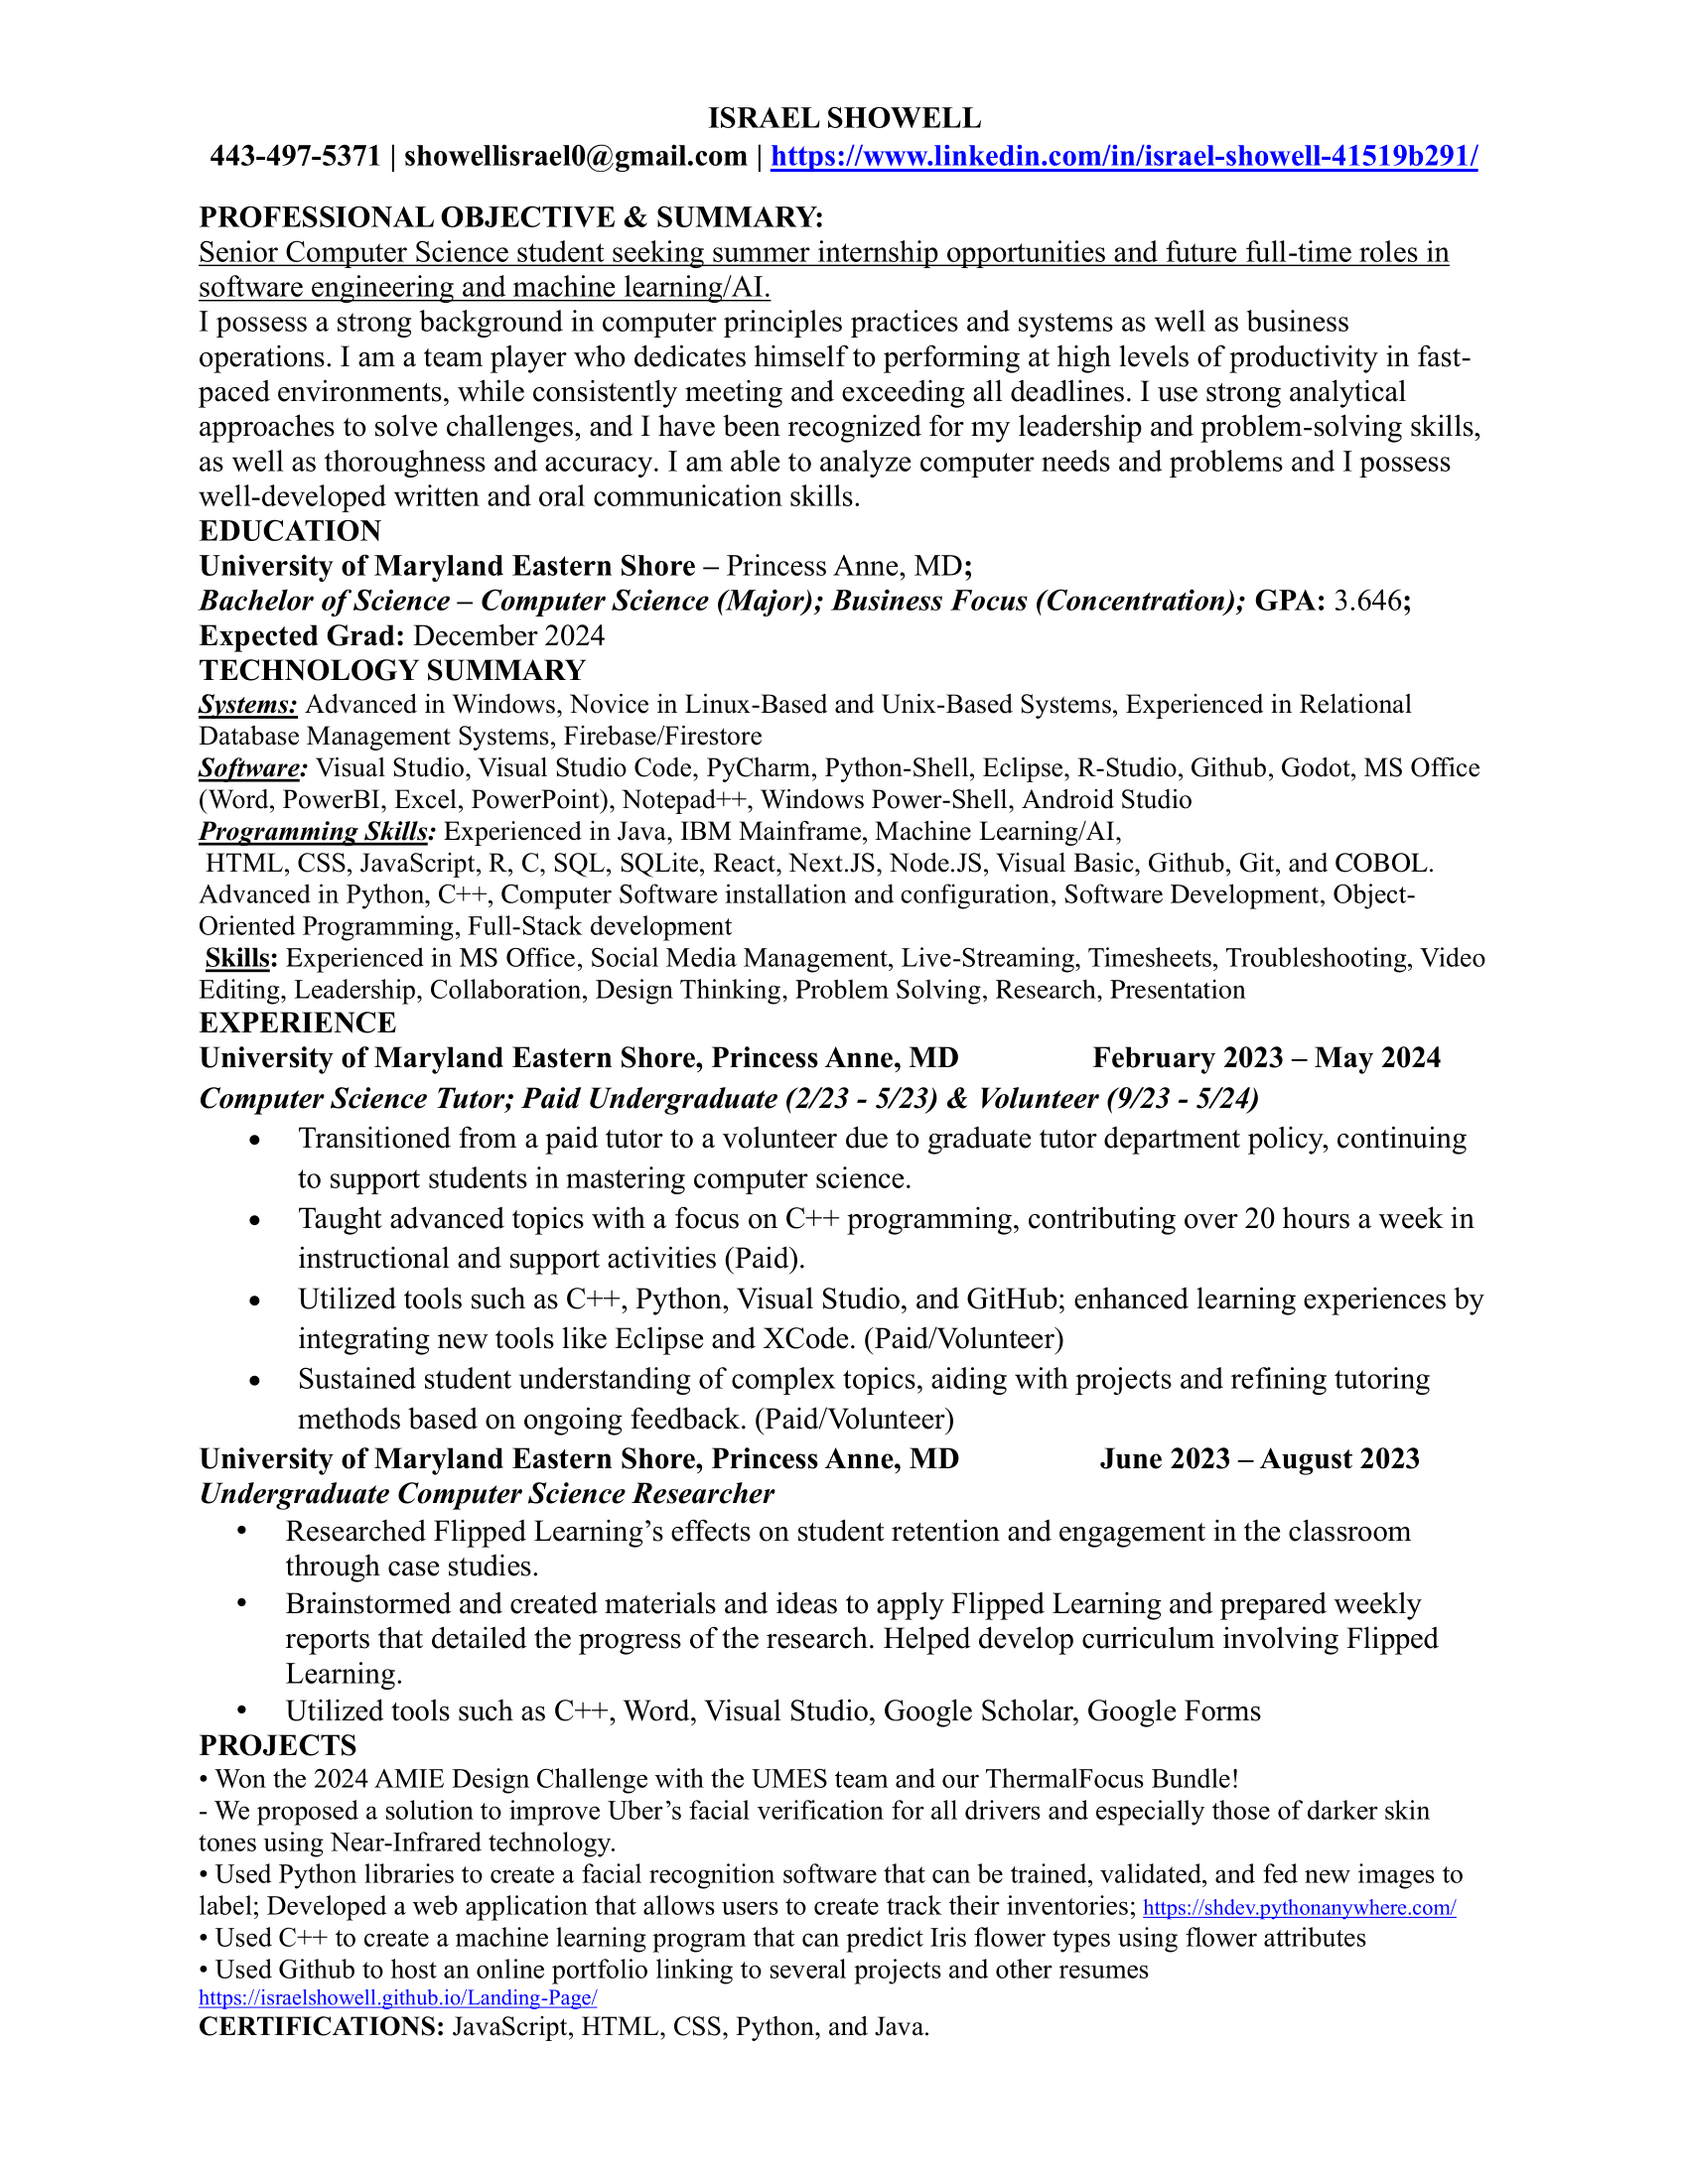 ISRAEL SHOWELL
443-497-5371 | showellisrael0@gmail.com | https://www.linkedin.com/in/israel-showell-41519b291/
PROFESSIONAL OBJECTIVE & SUMMARY:
Senior Computer Science student seeking summer internship opportunities and future full-time roles in
software engineering and machine learning/AI.
I possess a strong background in computer principles practices and systems as well as business
operations. I am a team player who dedicates himself to performing at high levels of productivity in fast-
paced environments, while consistently meeting and exceeding all deadlines. I use strong analytical
approaches to solve challenges, and I have been recognized for my leadership and problem-solving skills,
as well as thoroughness and accuracy. I am able to analyze computer needs and problems and I possess
well-developed written and oral communication skills.
EDUCATION
University of Maryland Eastern Shore – Princess Anne, MD;
Bachelor of Science – Computer Science (Major); Business Focus (Concentration); GPA: 3.646;
Expected Grad: December 2024
TECHNOLOGY SUMMARY
Systems: Advanced in Windows, Novice in Linux-Based and Unix-Based Systems, Experienced in Relational
Database Management Systems, Firebase/Firestore
Software: Visual Studio, Visual Studio Code, PyCharm, Python-Shell, Eclipse, R-Studio, Github, Godot, MS Office
(Word, PowerBI, Excel, PowerPoint), Notepad++, Windows Power-Shell, Android Studio
Programming Skills: Experienced in Java, IBM Mainframe, Machine Learning/AI,
HTML, CSS, JavaScript, R, C, SQL, SQLite, React, Next.JS, Node.JS, Visual Basic, Github, Git, and COBOL.
Advanced in Python, C++, Computer Software installation and configuration, Software Development, Object-
Oriented Programming, Full-Stack development
Skills: Experienced in MS Office, Social Media Management, Live-Streaming, Timesheets, Troubleshooting, Video
Editing, Leadership, Collaboration, Design Thinking, Problem Solving, Research, Presentation
EXPERIENCE
University of Maryland Eastern Shore, Princess Anne, MD February 2023 – May 2024
Computer Science Tutor; Paid Undergraduate (2/23 - 5/23) & Volunteer (9/23 - 5/24)
• Transitioned from a paid tutor to a volunteer due to graduate tutor department policy, continuing
to support students in mastering computer science.
• Taught advanced topics with a focus on C++ programming, contributing over 20 hours a week in
instructional and support activities (Paid).
• Utilized tools such as C++, Python, Visual Studio, and GitHub; enhanced learning experiences by
integrating new tools like Eclipse and XCode. (Paid/Volunteer)
• Sustained student understanding of complex topics, aiding with projects and refining tutoring
methods based on ongoing feedback. (Paid/Volunteer)
University of Maryland Eastern Shore, Princess Anne, MD June 2023 – August 2023
Undergraduate Computer Science Researcher
• Researched Flipped Learning’s effects on student retention and engagement in the classroom
through case studies.
• Brainstormed and created materials and ideas to apply Flipped Learning and prepared weekly
reports that detailed the progress of the research. Helped develop curriculum involving Flipped
Learning.
• Utilized tools such as C++, Word, Visual Studio, Google Scholar, Google Forms
PROJECTS
• Won the 2024 AMIE Design Challenge with the UMES team and our ThermalFocus Bundle!
- We proposed a solution to improve Uber’s facial verification for all drivers and especially those of darker skin
tones using Near-Infrared technology.
• Used Python libraries to create a facial recognition software that can be trained, validated, and fed new images to
label; Developed a web application that allows users to create track their inventories; https://shdev.pythonanywhere.com/
• Used C++ to create a machine learning program that can predict Iris flower types using flower attributes
• Used Github to host an online portfolio linking to several projects and other resumes
https://israelshowell.github.io/Landing-Page/
CERTIFICATIONS: JavaScript, HTML, CSS, Python, and Java.